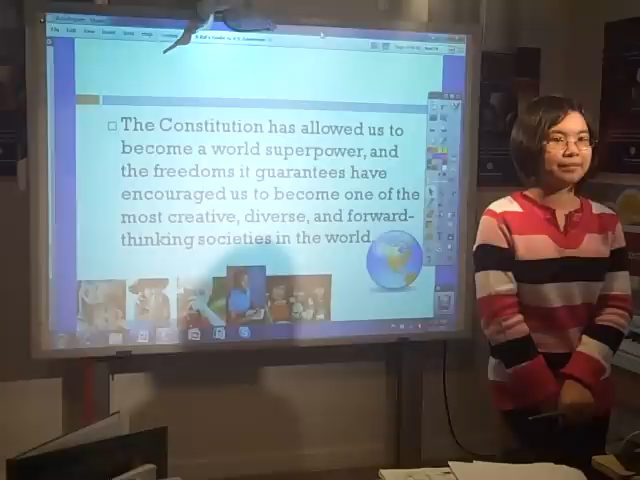 The Constitution has allowed us to
become a world superpower, and
the freedoms it guarantees have
encouraged us to become one of the
most creative, diverse, and forward-
thinking societies in the world.